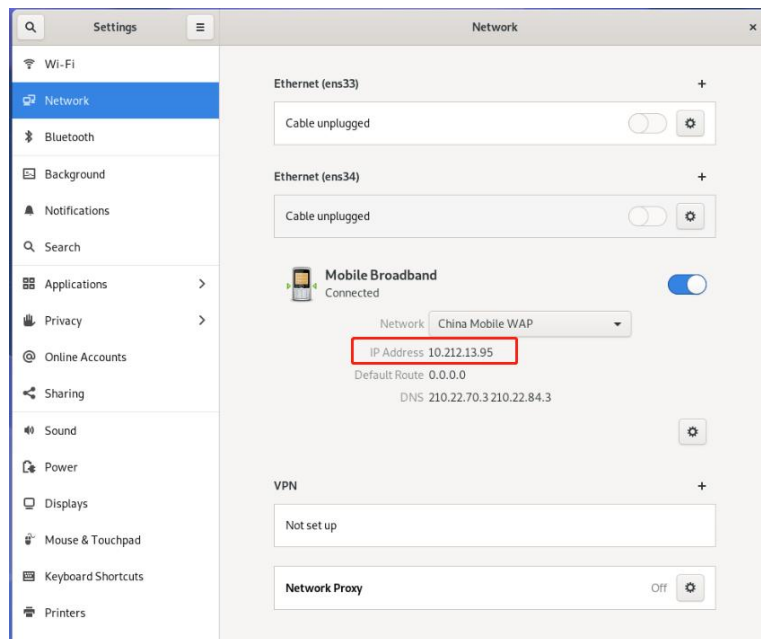 Settings
Network
Wi-Fi
Network
Bluetooth
Background
Notifications
Search
Applications
Privacy
Online Accounts
Sharing
Sound
Power
Displays
Mouse & Touchpad
Keyboard Shortcuts
Printers
Ethernet (ens33)
Cable unplugged
Ethernet (ens34)
Cable unplugged
Mobile Broadband
Connected
Network China Mobile WAP
IP Address 10.212.13.95
Default Route 0.0.0.0
DNS 210.22.70.3 210.22.84.3
VPN
Not set up
Network Proxy Off